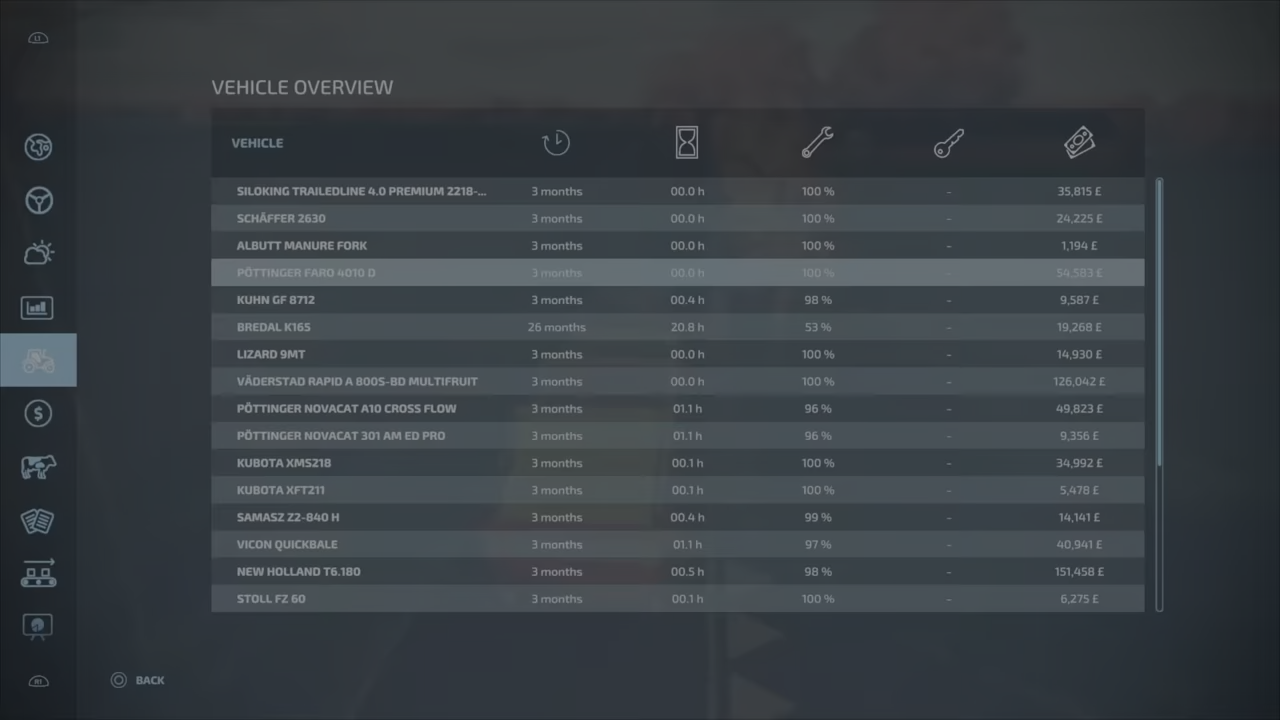 L1
VEHICLE OVERVIEW
VEHICLE
SILOKING TRAILEDLINE 4.0 PREMIUM 2218-... 3 months 00.0 h 100 % - 35,815 £
SCHÄFFER 2630 3 months 00.0 h 100 % - 24,225 £
ALBUTT MANURE FORK 3 months 00.0 h 100 % - 1,194 £
PÖTTINGER FARO 4010 D 3 months 00.0 h 100 % - 54,583 £
KUHN GF 8712 3 months 00.4 h 98 % - 9,587 £
BREDAL K165 26 months 20.8 h 53 % - 19,268 £
LIZARD 9MT 3 months 00.0 h 100 % - 14,930 £
VÄDERSTAD RAPID A 800S-BD MULTIFRUIT 3 months 00.0 h 100 % - 126,042 £
PÖTTINGER NOVACAT A10 CROSS FLOW 3 months 01.1 h 96 % - 49,823 £
PÖTTINGER NOVACAT 301 AM ED PRO 3 months 01.1 h 96 % - 9,356 £
KUBOTA XMS218 3 months 00.1 h 100 % - 34,992 £
KUBOTA XFT211 3 months 00.1 h 100 % - 5,478 £
SAMASZ Z2-840 H 3 months 00.4 h 99 % - 14,141 £
VICON QUICKBALE 3 months 01.1 h 97 % - 40,941 £
NEW HOLLAND T6.180 3 months 00.5 h 98 % - 151,458 £
STOLL FZ 60 3 months 00.1 h 100 % - 6,275 £
R1
BACK